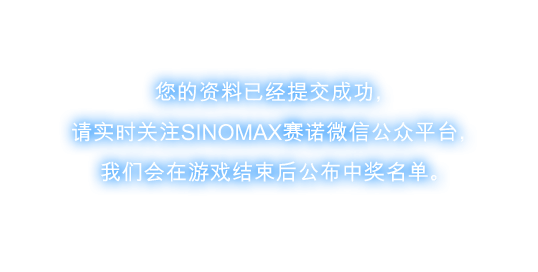 您的资料已经提交成功，
请实时关注SINOMAX赛诺微信公众平台，
我们会在游戏结束后公布中奖名单。